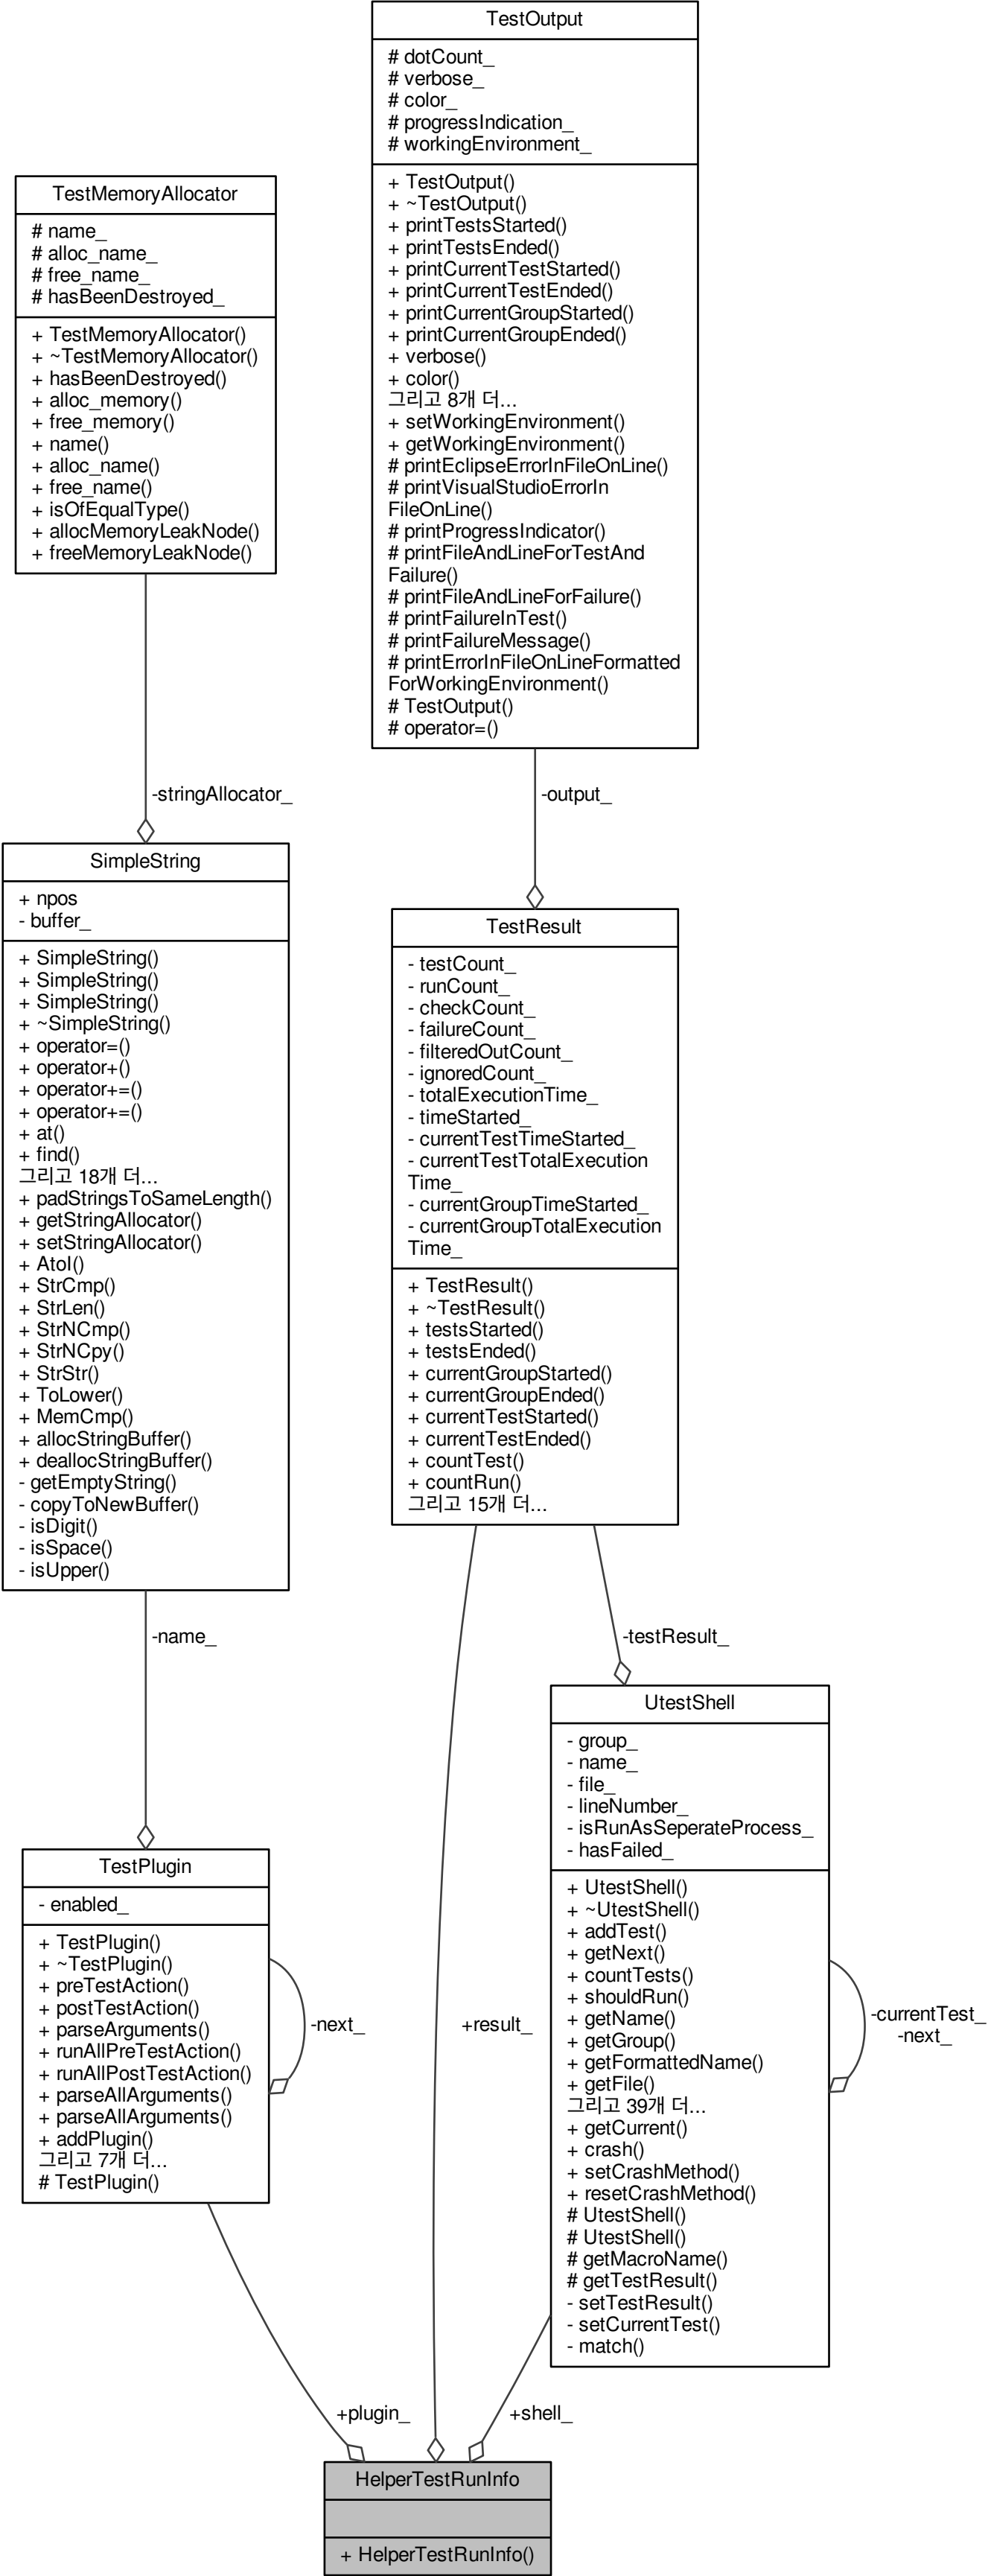 TestOutput
# dotCount_
# verbose_
# color_
# progressIndication_
# workingEnvironment_
+ TestOutput()
+ ~TestOutput()
+ printTestsStarted()
+ printTestsEnded()
+ printCurrentTestStarted()
+ printCurrentTestEnded()
+ printCurrentGroupStarted()
+ printCurrentGroupEnded()
+ verbose()
+ color()
그리고 8개 더...
+ setWorkingEnvironment()
+ getWorkingEnvironment()
# printEclipseErrorInFileOnLine()
# printVisualStudioErrorIn
FileOnLine()
# printProgressIndicator()
# printFileAndLineForTestAnd
Failure()
# printFileAndLineForFailure()
# printFailureInTest()
# printFailureMessage()
# printErrorInFileOnLineFormatted
ForWorkingEnvironment()
# TestOutput()
# operator=()
TestMemoryAllocator
# name_
# alloc_name_
# free_name_
# hasBeenDestroyed_
+ TestMemoryAllocator()
+ ~TestMemoryAllocator()
+ hasBeenDestroyed()
+ alloc_memory()
+ free_memory()
+ name()
+ alloc_name()
+ free_name()
+ isOfEqualType()
+ allocMemoryLeakNode()
+ freeMemoryLeakNode()
-stringAllocator_
-output_
SimpleString
+ npos
- buffer_
+ SimpleString()
+ SimpleString()
+ SimpleString()
+ ~SimpleString()
+ operator=()
+ operator+()
+ operator+=()
+ operator+=()
+ at()
+ find()
그리고 18개 더...
+ padStringsToSameLength()
+ getStringAllocator()
+ setStringAllocator()
+ AtoI()
+ StrCmp()
+ StrLen()
+ StrNCmp()
+ StrNCpy()
+ StrStr()
+ ToLower()
+ MemCmp()
+ allocStringBuffer()
+ deallocStringBuffer()
- getEmptyString()
- copyToNewBuffer()
- isDigit()
- isSpace()
- isUpper()
TestResult
- testCount_
- runCount_
- checkCount_
- failureCount_
- filteredOutCount_
- ignoredCount_
- totalExecutionTime_
- timeStarted_
- currentTestTimeStarted_
- currentTestTotalExecution
Time_
- currentGroupTimeStarted_
- currentGroupTotalExecution
Time_
+ TestResult()
+ ~TestResult()
+ testsStarted()
+ testsEnded()
+ currentGroupStarted()
+ currentGroupEnded()
+ currentTestStarted()
+ currentTestEnded()
+ countTest()
+ countRun()
그리고 15개 더...
-name_
-testResult_
UtestShell
- group_
- name_
- file_
- lineNumber_
- isRunAsSeperateProcess_
- hasFailed_
+ UtestShell()
+ ~UtestShell()
+ addTest()
+ getNext()
+ countTests()
+ shouldRun()
+ getName()
+ getGroup()
+ getFormattedName()
+ getFile()
그리고 39개 더...
+ getCurrent()
+ crash()
+ setCrashMethod()
+ resetCrashMethod()
# UtestShell()
# UtestShell()
# getMacroName()
# getTestResult()
- setTestResult()
- setCurrentTest()
- match()
TestPlugin
- enabled_
+ TestPlugin()
+ ~TestPlugin()
+ preTestAction()
+ postTestAction()
+ parseArguments()
+ runAllPreTestAction()
+ runAllPostTestAction()
+ parseAllArguments()
+ parseAllArguments()
+ addPlugin()
그리고 7개 더...
# TestPlugin()
-next_
+result_
-currentTest_
-next_
+plugin_
+shell_
HelperTestRunInfo
+ HelperTestRunInfo()